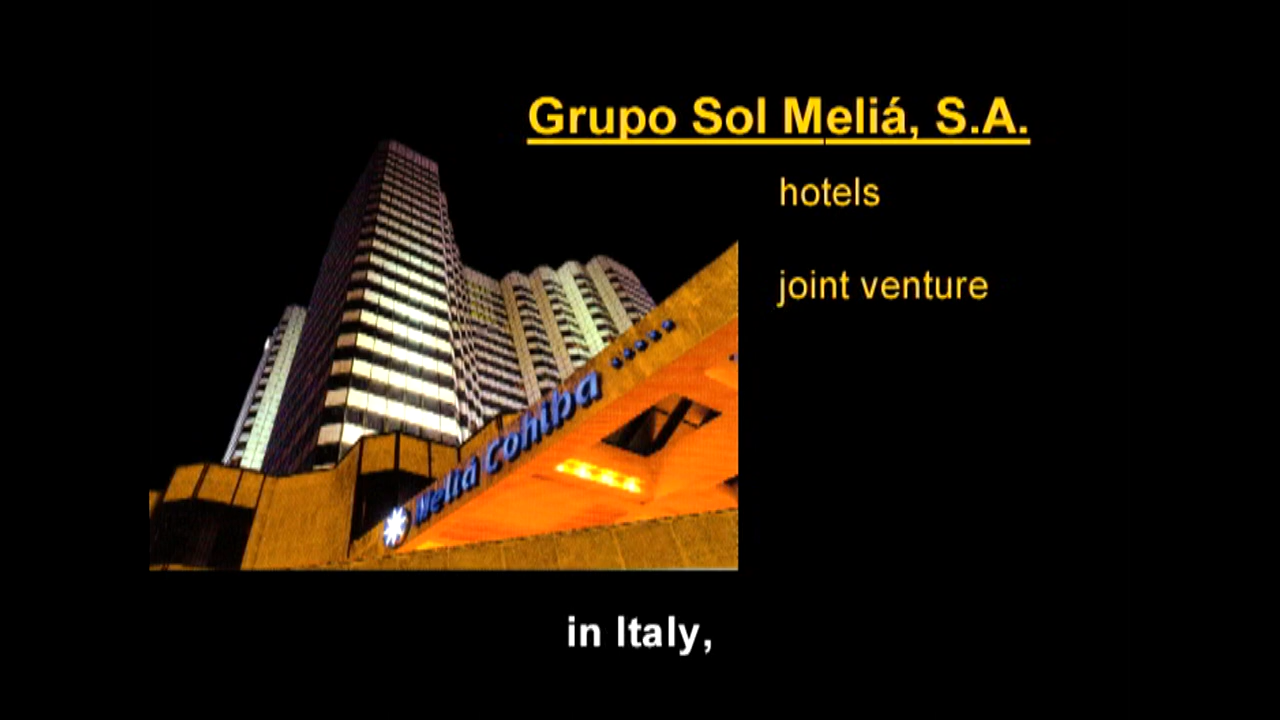 Grupo Sol Meliá, S.A.
hotels
joint venture
Meliá Cohiba
in Italy,